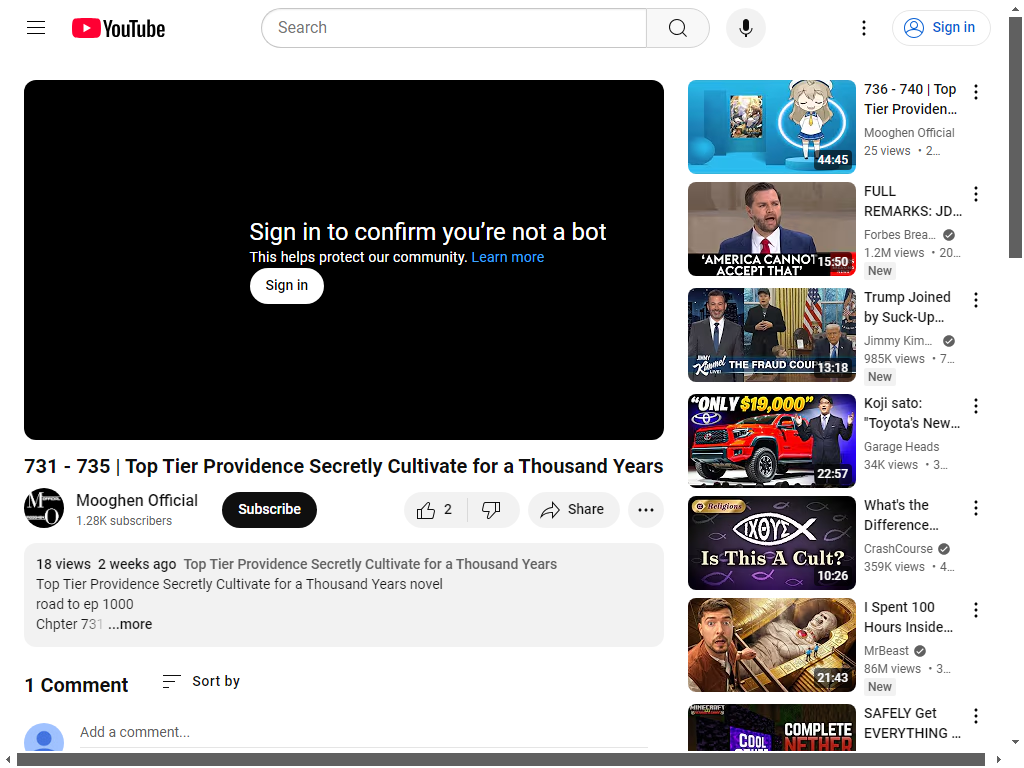 YouTube
Search
Sign in
Sign in to confirm you’re not a bot
This helps protect our community. Learn more
Sign in
731 - 735 | Top Tier Providence Secretly Cultivate for a Thousand Years
Mooghen Official
1.28K subscribers
Subscribe
2
Share
18 views 2 weeks ago Top Tier Providence Secretly Cultivate for a Thousand Years
Top Tier Providence Secretly Cultivate for a Thousand Years novel
road to ep 1000
Chpter 731 ...more
1 Comment
Sort by
Add a comment...
44:45
736 - 740 | Top
Tier Providen...
Mooghen Official
25 views • 2...
‘AMERICA CANNOT
ACCEPT THAT’
15:50
FULL
REMARKS: JD...
Forbes Brea...
1.2M views • 20...
New
JIMMY
Kimmel
LIVE!
THE FRAUD COUP
13:18
Trump Joined
by Suck-Up...
Jimmy Kim...
985K views • 7...
New
"ONLY $19,000"
22:57
Koji sato:
"Toyota's New...
Garage Heads
34K views • 3...
Religions
ΙΧΘΥΣ
Is This A Cult?
10:26
What's the
Difference...
CrashCourse
359K views • 4...
21:43
I Spent 100
Hours Inside...
MrBeast
86M views • 3...
New
MINECRAFT
COOL
COMPLETE
NETHER
SAFELY Get
EVERYTHING ...